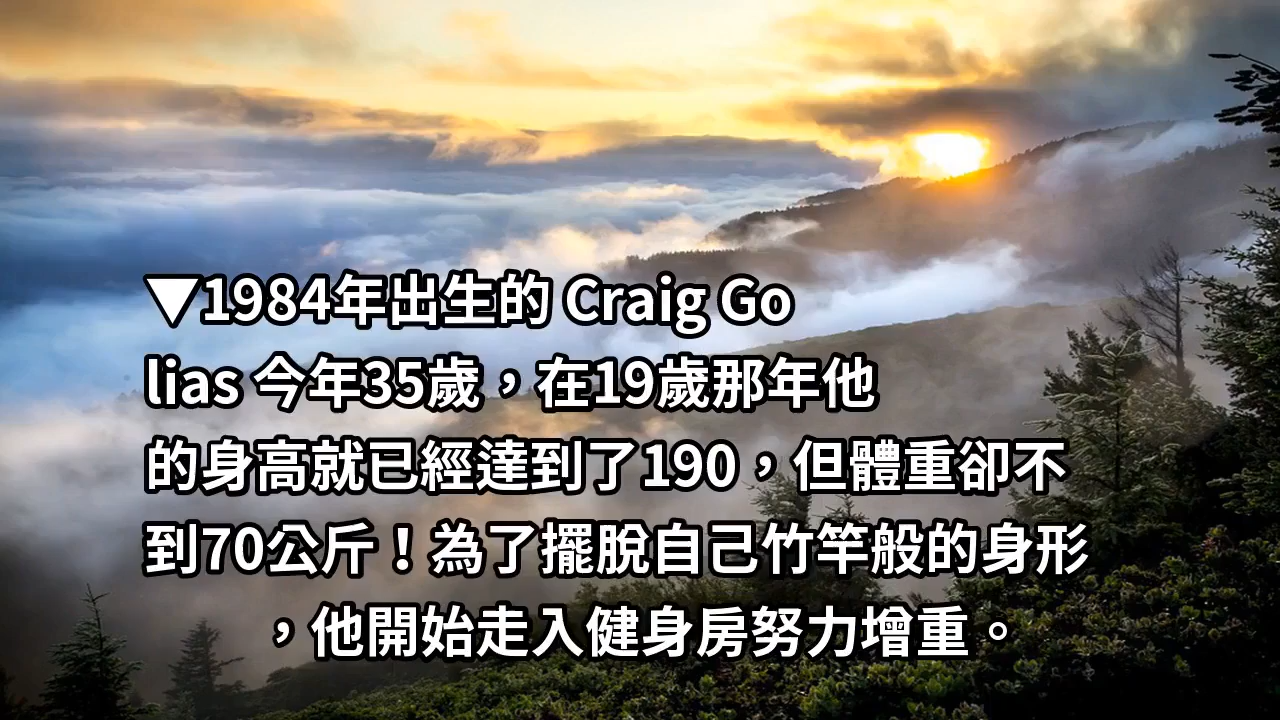 ▼1984年出生的 Craig Go
lias 今年35歲，在19歲那年他
的身高就已經達到了190，但體重卻不
到70公斤！為了擺脫自己竹竿般的身形
，他開始走入健身房努力增重。